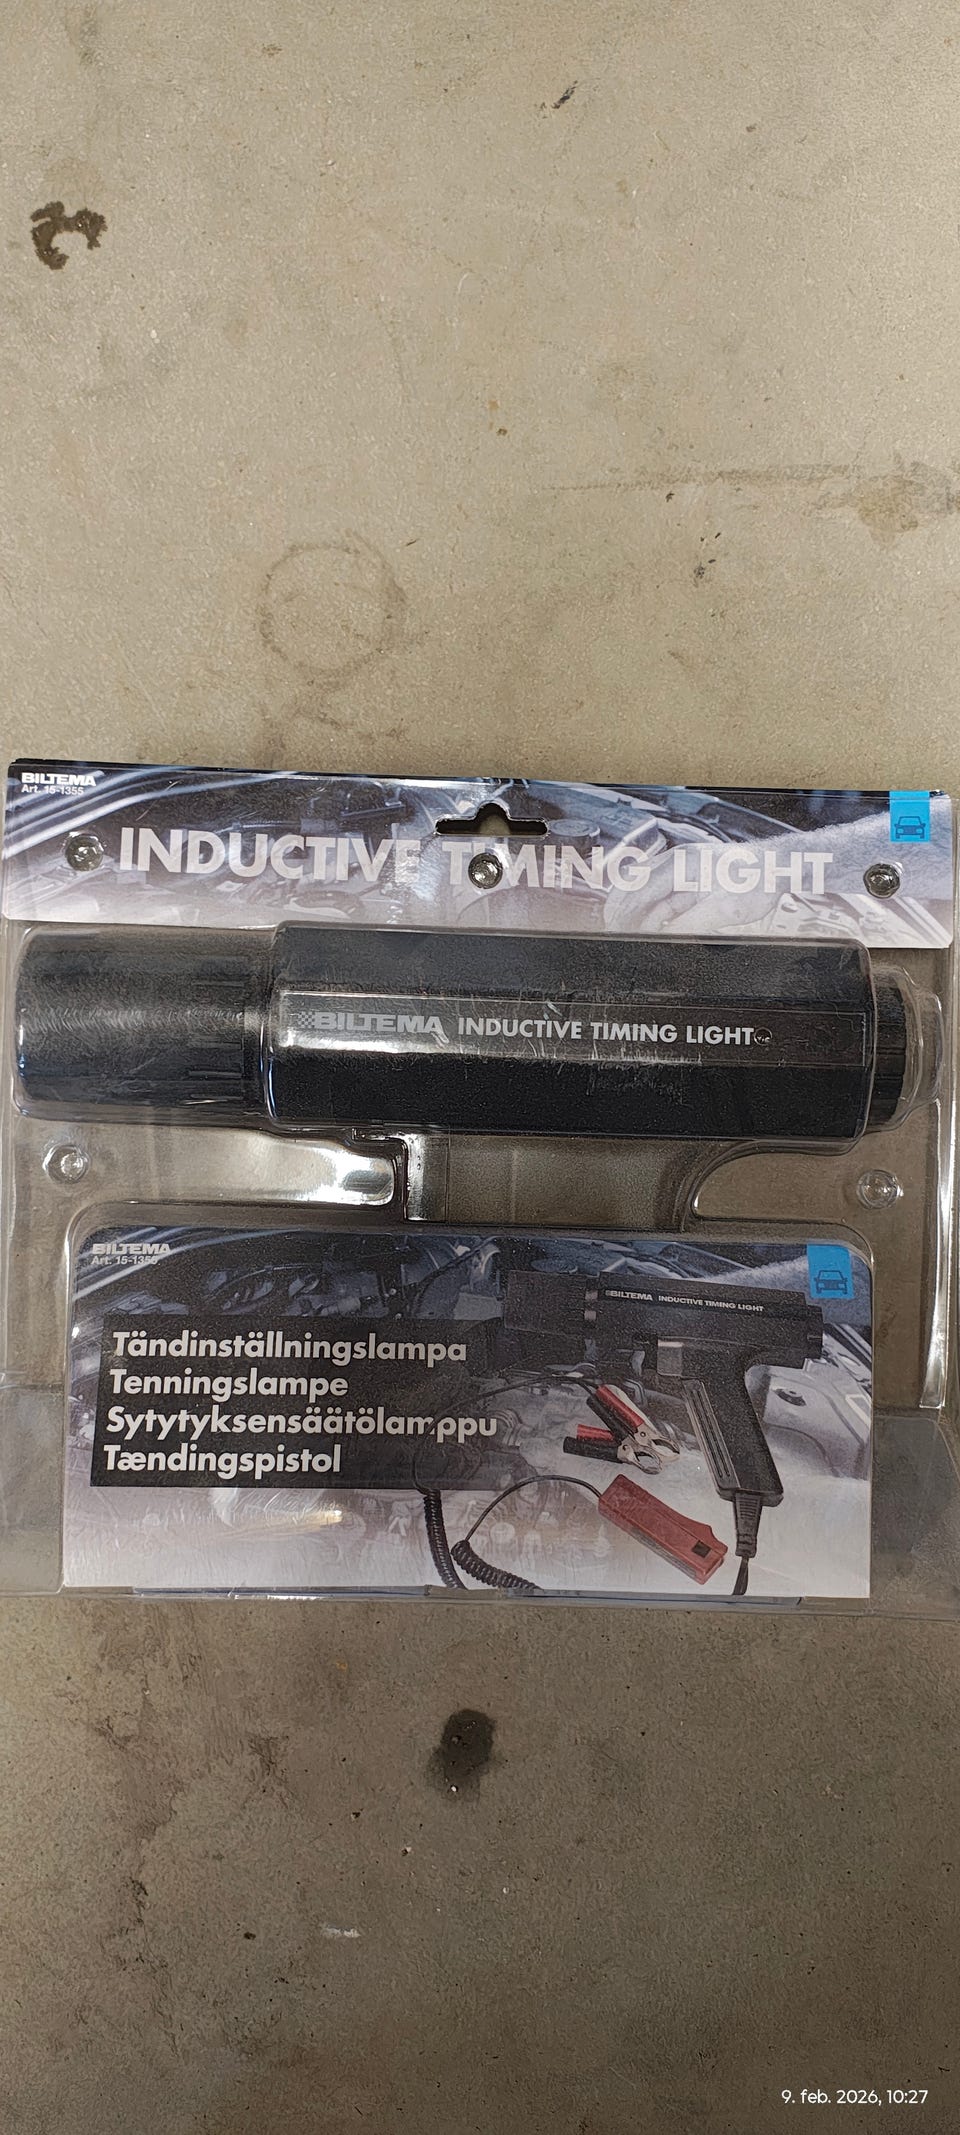 BILTEMA
Art. 15-1355
INDUCTIVE TIMING LIGHT
BILTEMA INDUCTIVE TIMING LIGHT
BILTEMA
Art. 15-1355
BILTEMA INDUCTIVE TIMING LIGHT
Tändinställningslampa
Tenningslampe
Sytytyksensäätölamppu
Tændingspistol
9. feb. 2026, 10:27